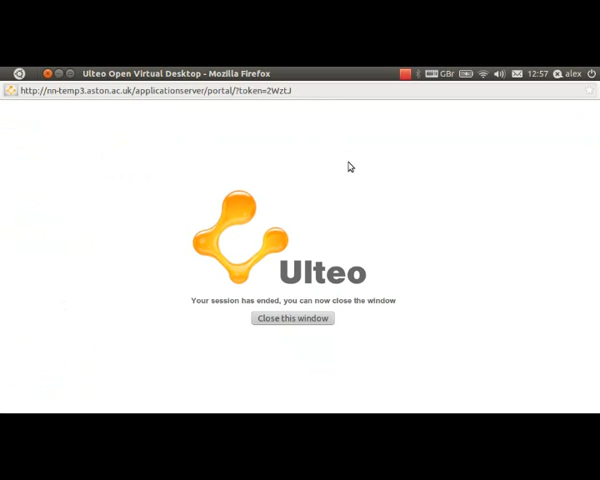 Ulteo Open Virtual Desktop - Mozilla Firefox
GBr 12:57 alex
http://nn-temp3.aston.ac.uk/applicationserver/portal/?token=2WztJ
Ulteo
Your session has ended, you can now close the window
Close this window